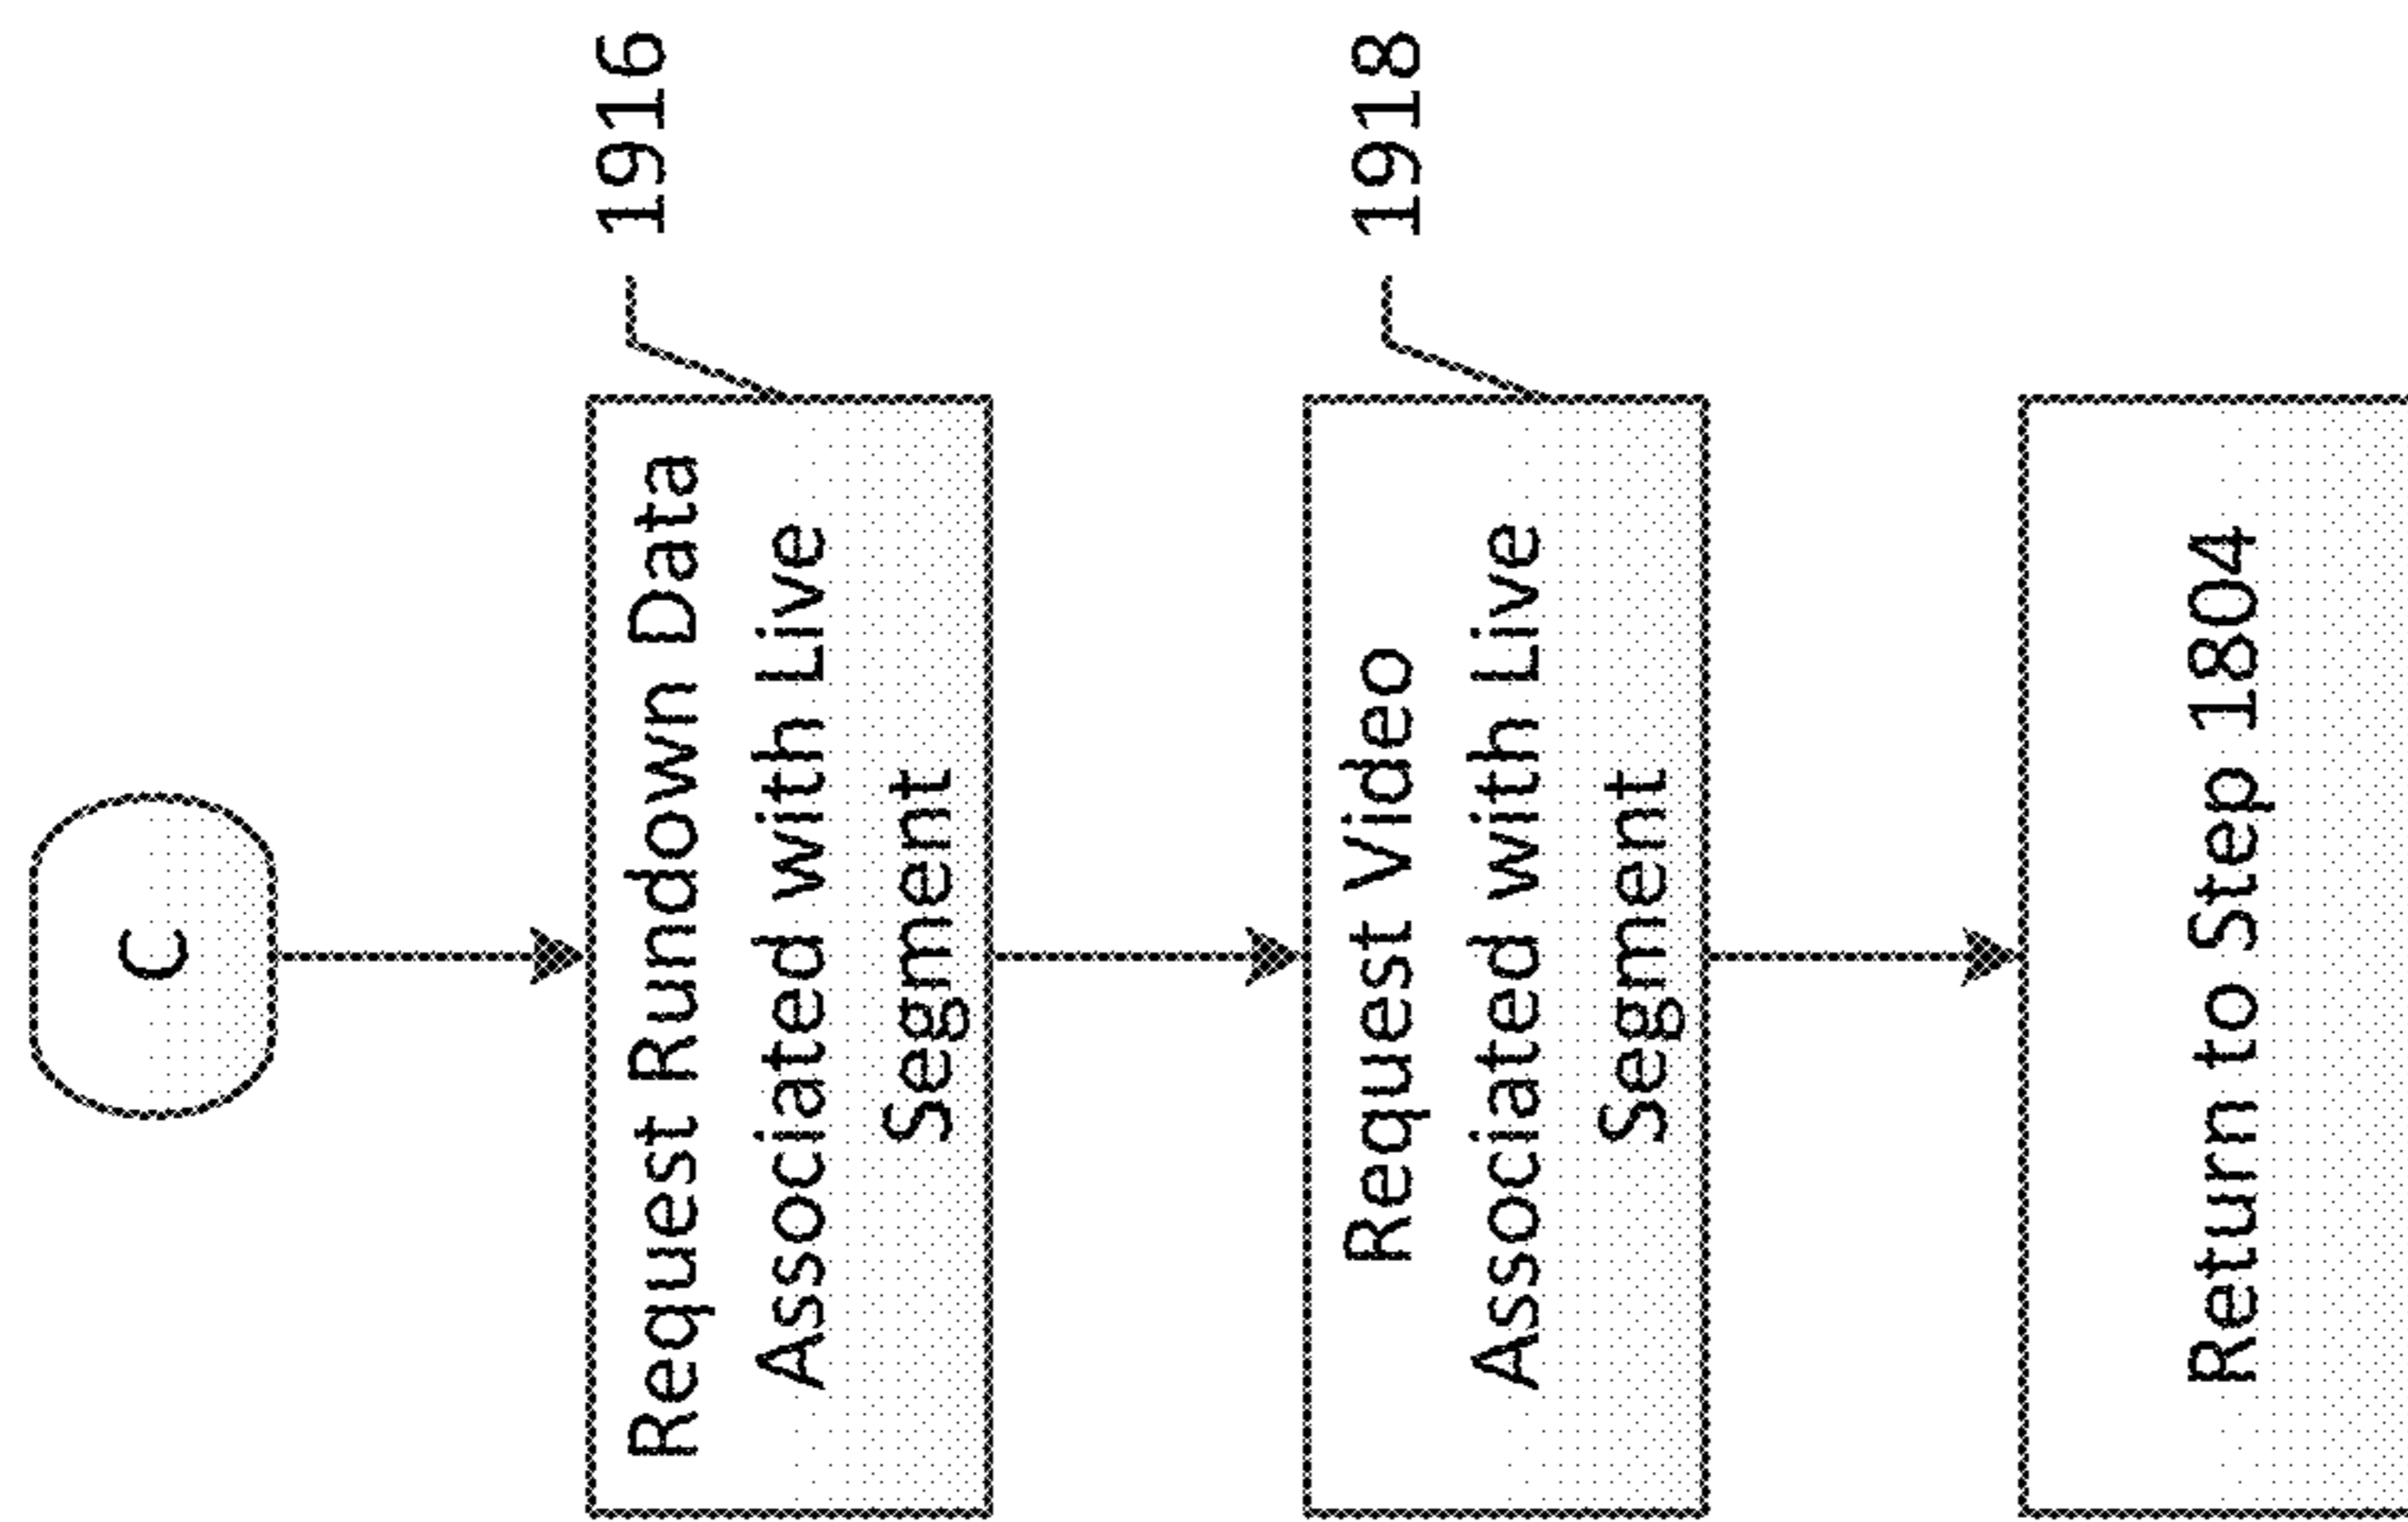 C
Request Rundown Data
Associated with Live
Segment
1916
Request Video
Associated with Live
Segment
1918
Return to Step 1804